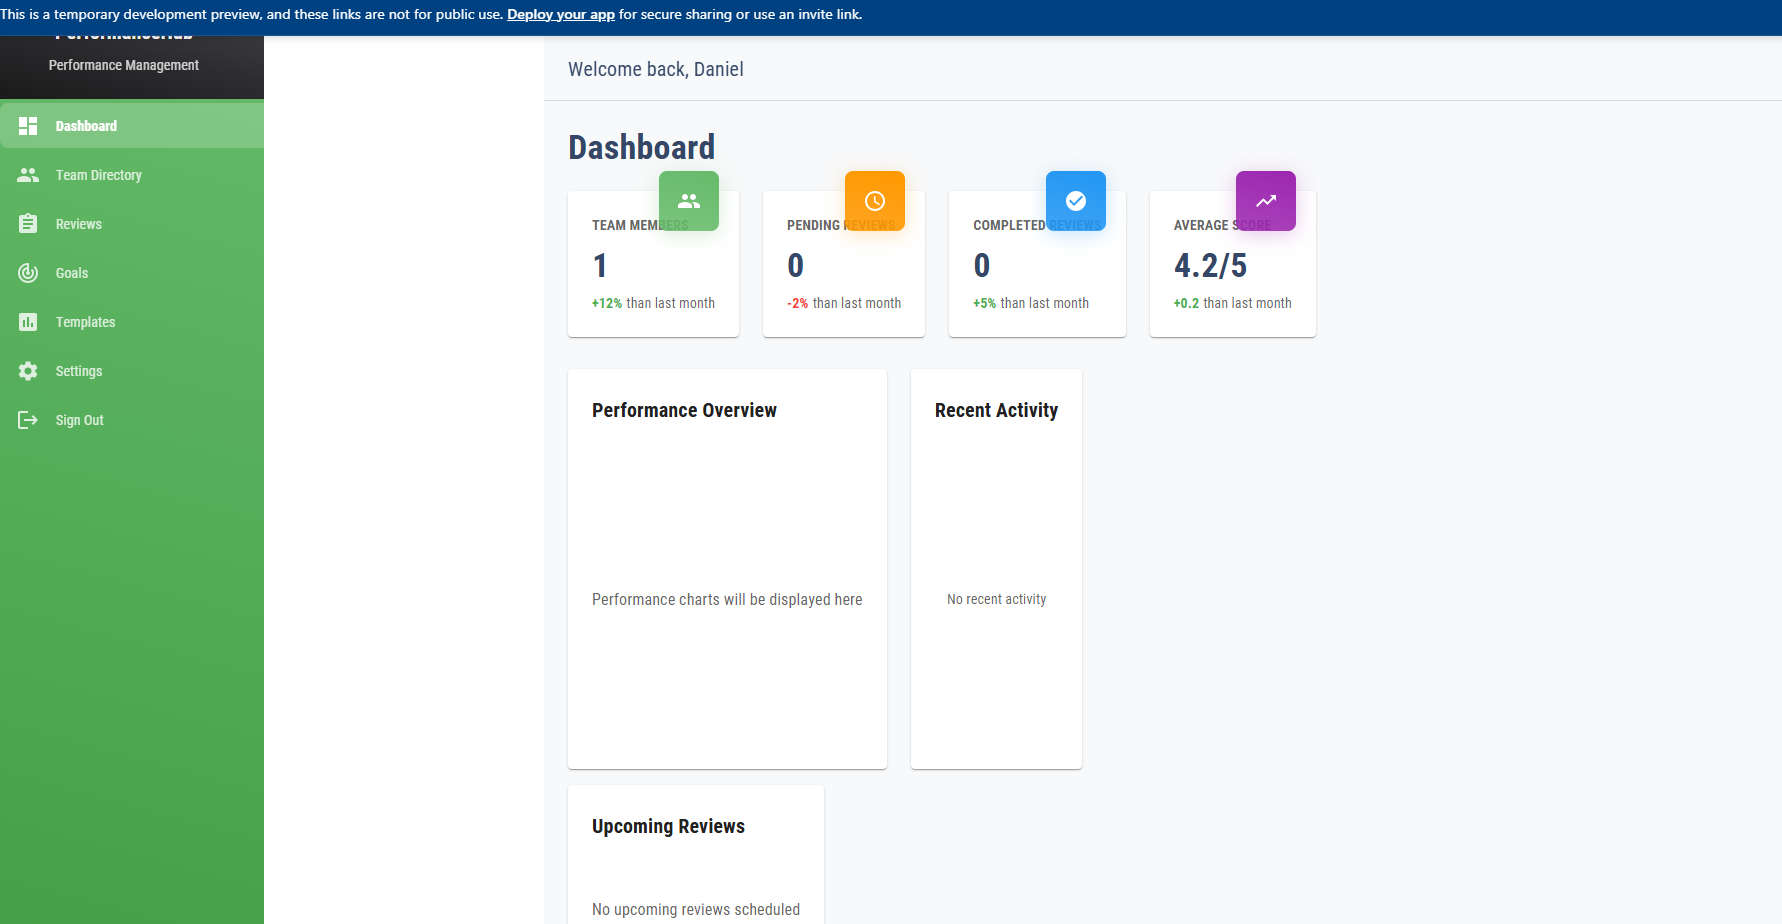 This is a temporary development preview, and these links are not for public use. Deploy your app for secure sharing or use an invite link.
PerformanceHub
Performance Management
Dashboard
Team Directory
Reviews
Goals
Templates
Settings
Sign Out
Welcome back, Daniel
Dashboard
TEAM MEMBERS
1
+12% than last month
PENDING REVIEWS
0
-2% than last month
COMPLETED REVIEWS
0
+5% than last month
AVERAGE SCORE
4.2/5
+0.2 than last month
Performance Overview
Performance charts will be displayed here
Recent Activity
No recent activity
Upcoming Reviews
No upcoming reviews scheduled